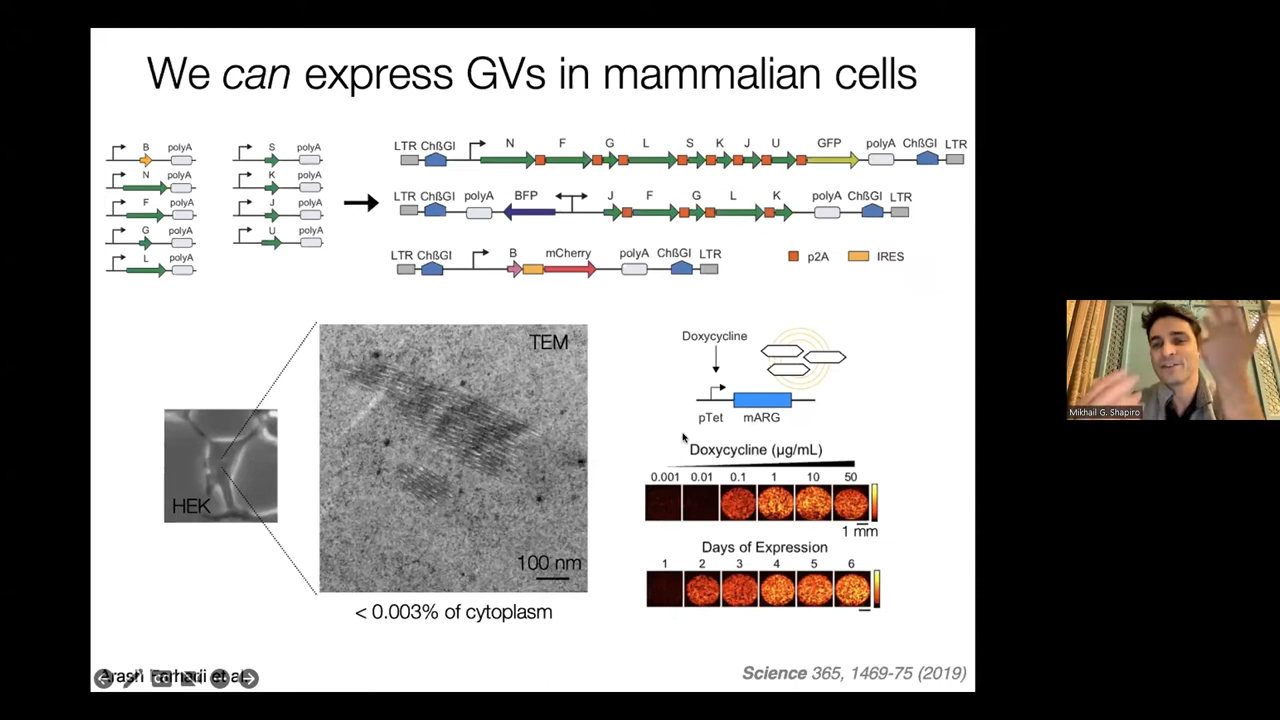 We can express GVs in mammalian cells
B polyA
N polyA
F polyA
G polyA
L polyA
S polyA
K polyA
J polyA
U polyA
LTR ChßGI N F G L S K J U GFP polyA ChßGI LTR
LTR ChßGI polyA BFP J F G L K polyA ChßGI LTR
LTR ChßGI B mCherry polyA ChßGI LTR
p2A IRES
HEK
TEM
100 nm
< 0.003% of cytoplasm
Doxycycline
pTet mARG
Doxycycline (µg/mL)
0.001 0.01 0.1 1 10 50
1 mm
Days of Expression
1 2 3 4 5 6
Arash Farhadi et al.
Science 365, 1469-75 (2019)
Mikhail G. Shapiro